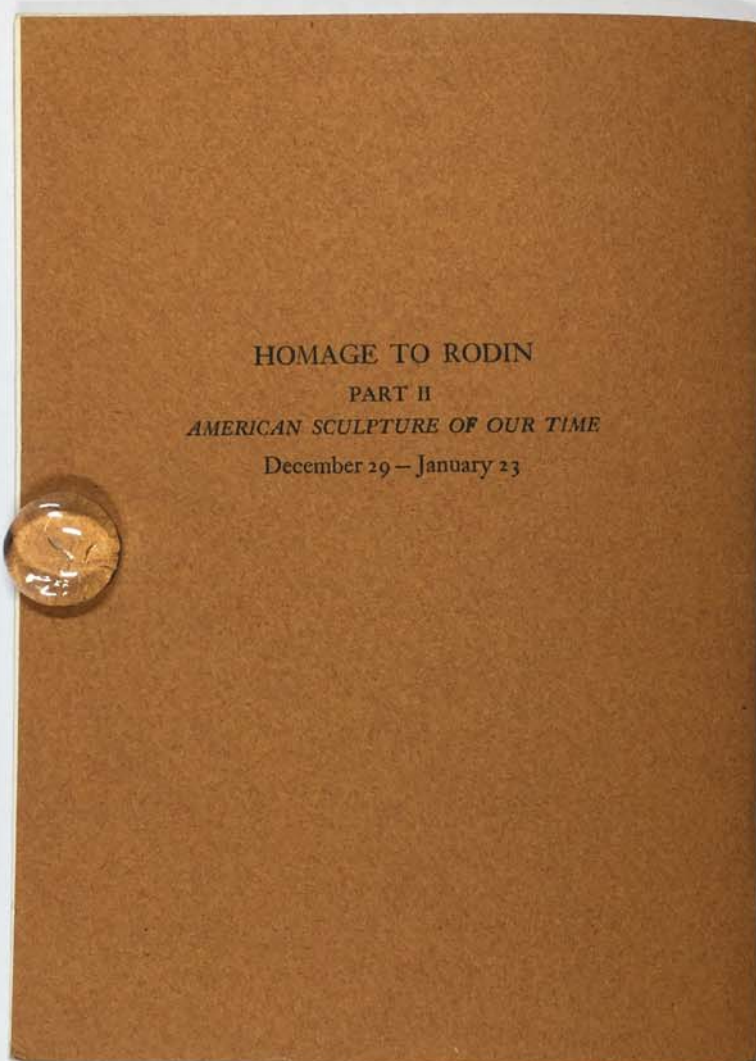 HOMAGE TO RODIN
PART II
AMERICAN SCULPTURE OF OUR TIME
December 29 – January 23